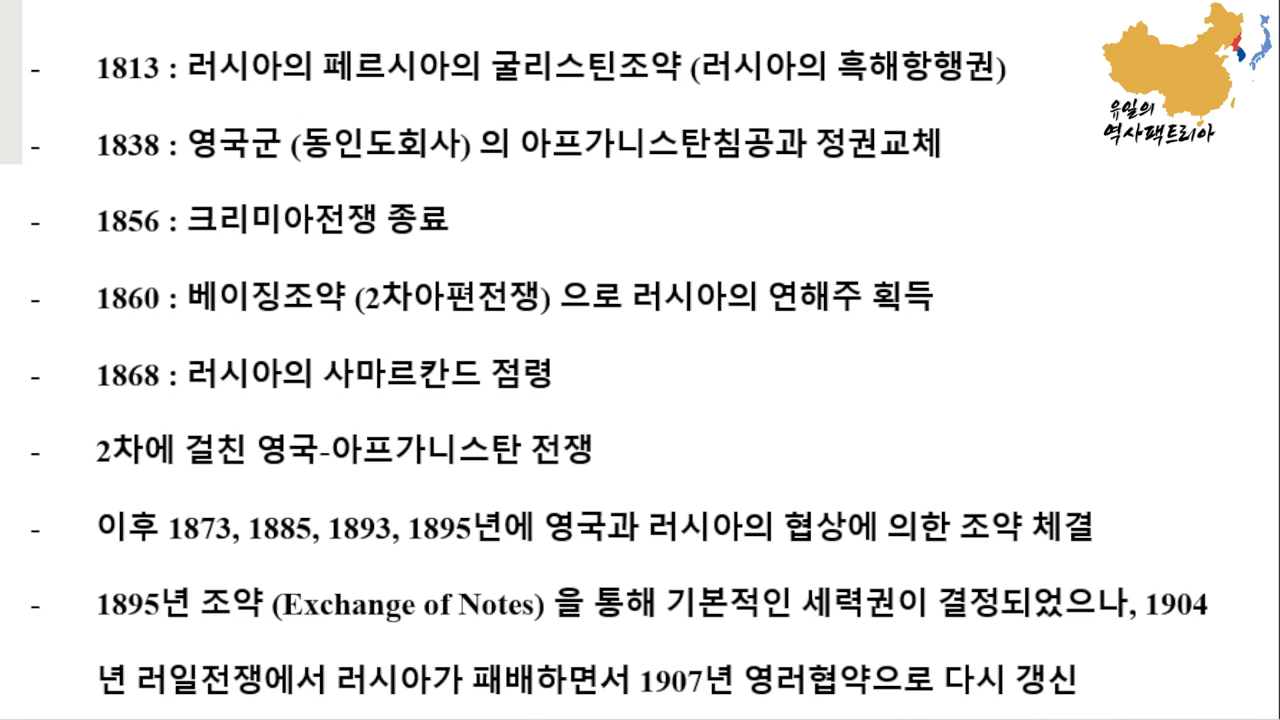 - 1813 : 러시아의 페르시아의 굴리스틴조약 (러시아의 흑해항행권)
유일의
역사팩트리아
- 1838 : 영국군 (동인도회사) 의 아프가니스탄침공과 정권교체
- 1856 : 크리미아전쟁 종료
- 1860 : 베이징조약 (2차아편전쟁) 으로 러시아의 연해주 획득
- 1868 : 러시아의 사마르칸드 점령
- 2차에 걸친 영국-아프가니스탄 전쟁
- 이후 1873, 1885, 1893, 1895년에 영국과 러시아의 협상에 의한 조약 체결
- 1895년 조약 (Exchange of Notes) 을 통해 기본적인 세력권이 결정되었으나, 1904
년 러일전쟁에서 러시아가 패배하면서 1907년 영러협약으로 다시 갱신